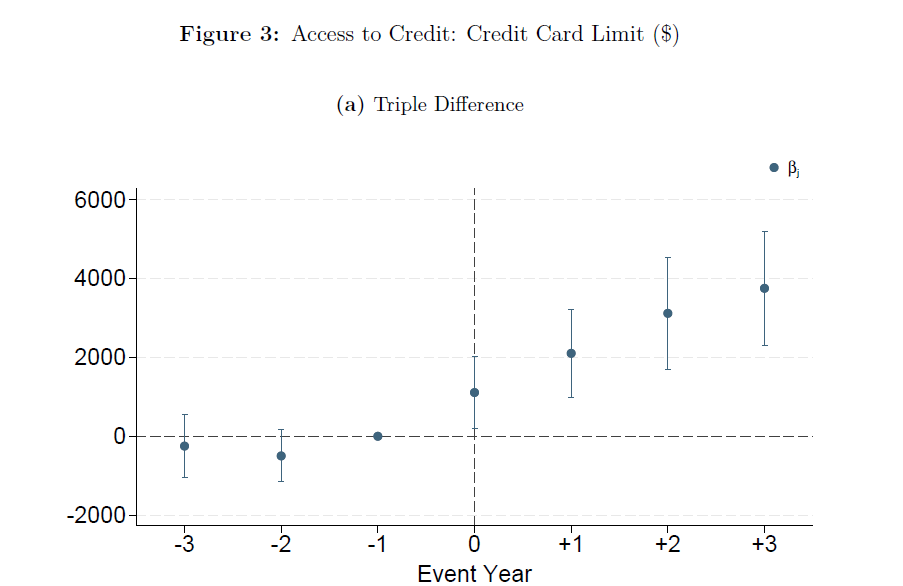 Figure 3: Access to Credit: Credit Card Limit ($)
(a) Triple Difference
βj
6000
4000
2000
0
-2000
-3 -2 -1 0 +1 +2 +3
Event Year